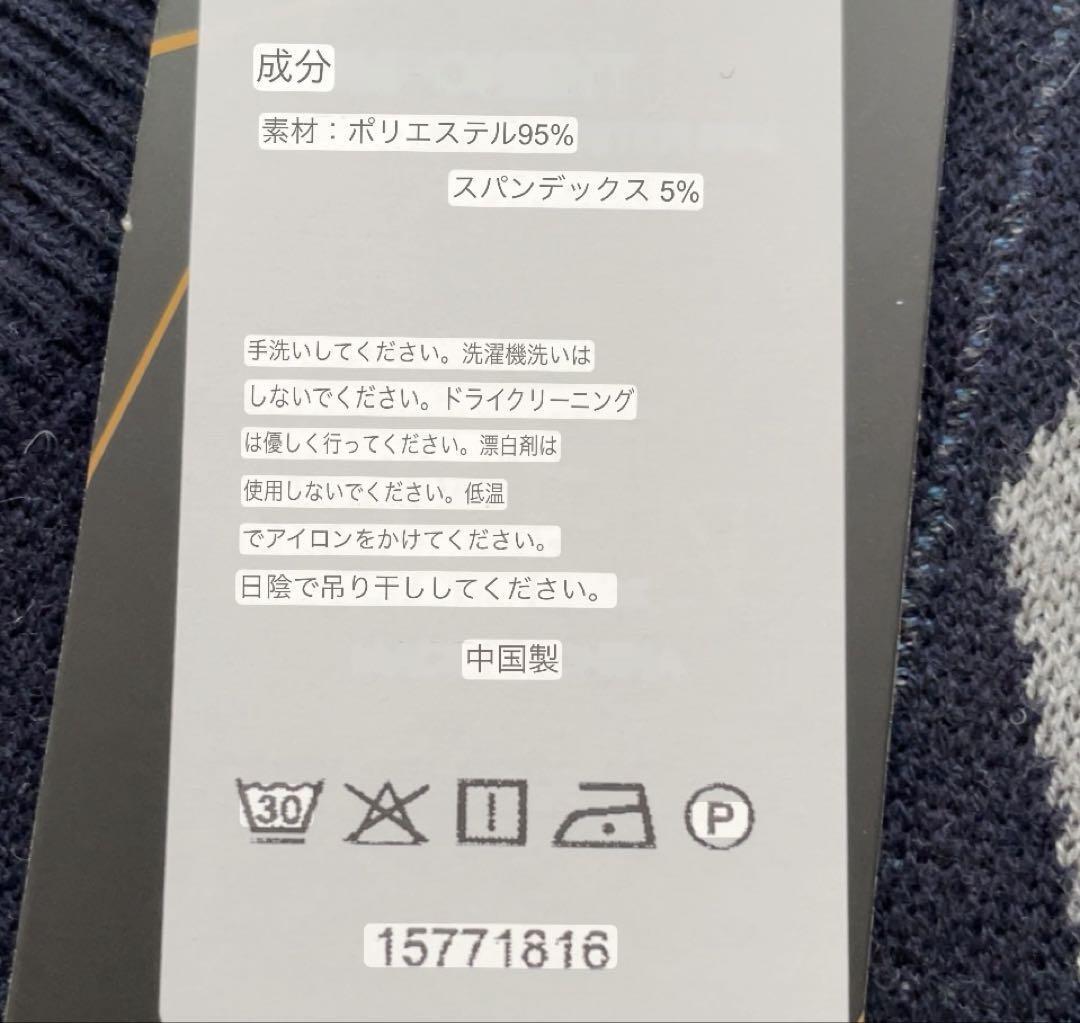 成分
素材：ポリエステル95%
スパンデックス 5%
手洗いしてください。洗濯機洗いは
しないでください。ドライクリーニング
は優しく行ってください。漂白剤は
使用しないでください。低温
でアイロンをかけてください。
日陰で吊り干ししてください。
中国製
30 P
15771816